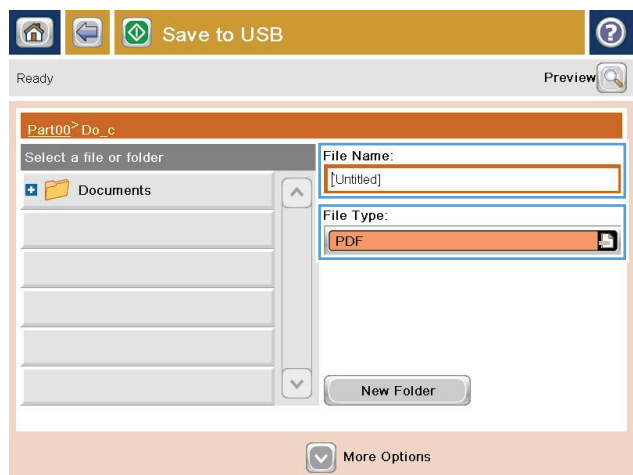 Save to USB
?
Ready
Preview
Part00>Do_c
Select a file or folder
Documents
File Name:
[Untitled]
File Type:
PDF
New Folder
More Options